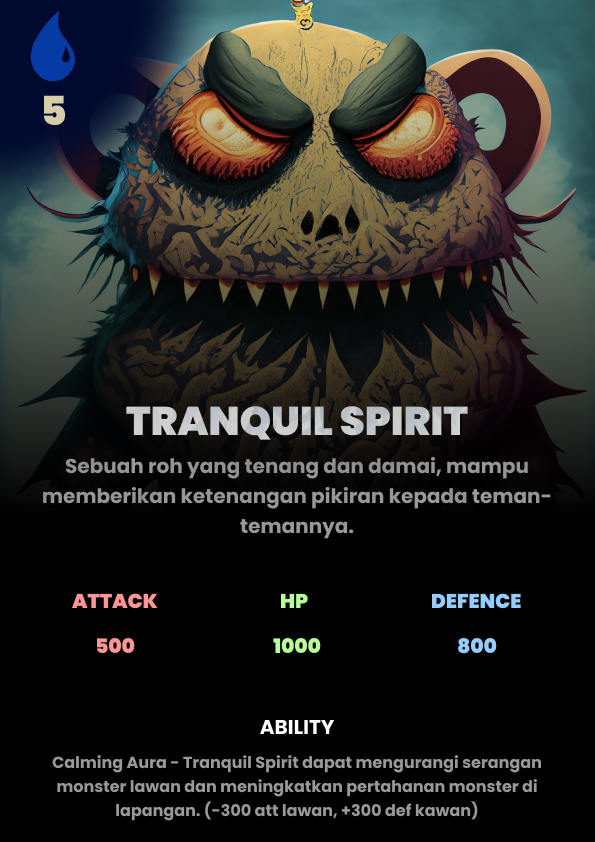 5
TRANQUIL SPIRIT
Sebuah roh yang tenang dan damai, mampu
memberikan ketenangan pikiran kepada teman-
temannya.
ATTACK HP DEFENCE
500 1000 800
ABILITY
Calming Aura - Tranquil Spirit dapat mengurangi serangan
monster lawan dan meningkatkan pertahanan monster di
lapangan. (-300 att lawan, +300 def kawan)